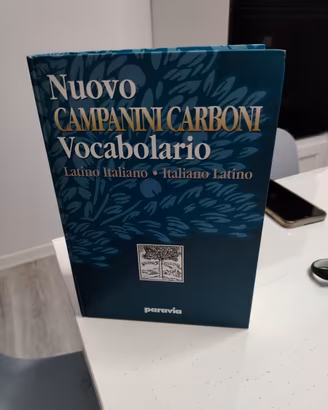 Nuovo
CAMPANINI CARBONI
Vocabolario
Latino Italiano • Italiano Latino
paravia